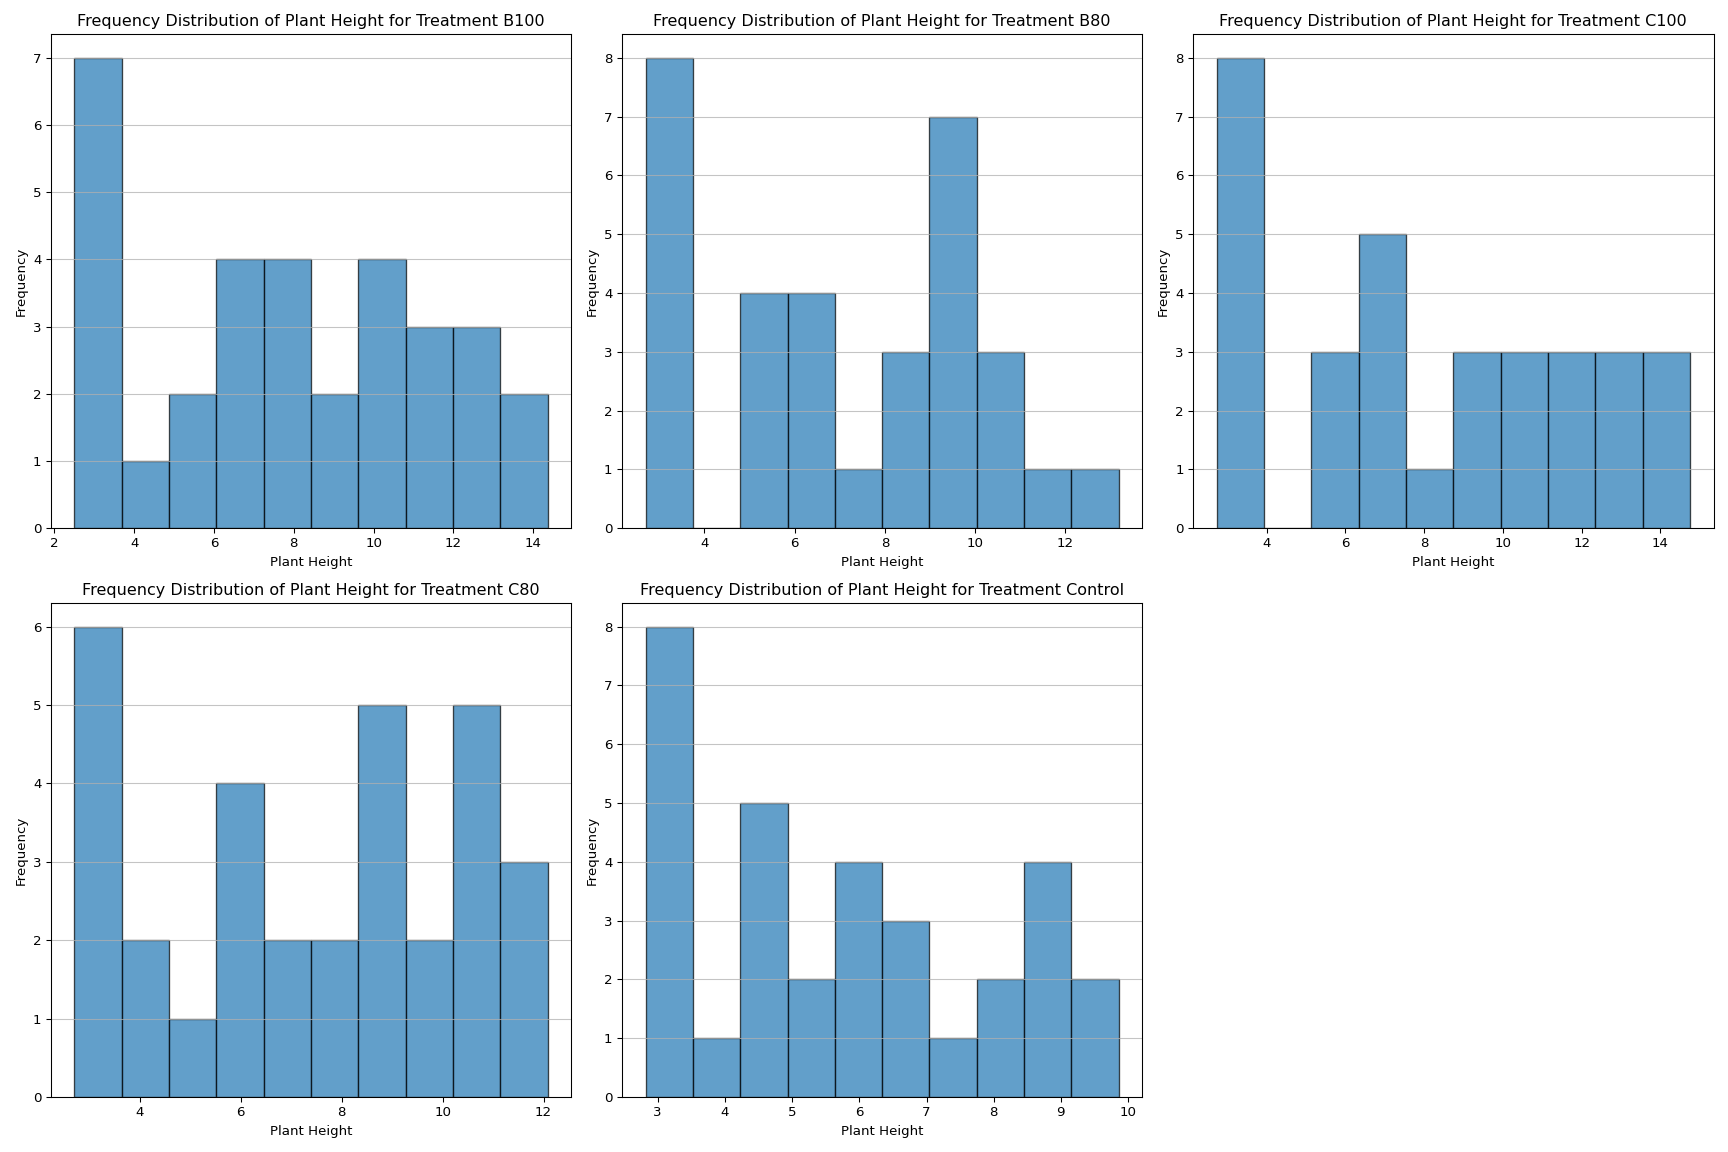 Frequency Distribution of Plant Height for Treatment B100
7
6
5
4
3
2
1
0
Frequency
2 4 6 8 10 12 14
Plant Height
Frequency Distribution of Plant Height for Treatment B80
8
7
6
5
4
3
2
1
0
Frequency
4 6 8 10 12
Plant Height
Frequency Distribution of Plant Height for Treatment C100
8
7
6
5
4
3
2
1
0
Frequency
4 6 8 10 12 14
Plant Height
Frequency Distribution of Plant Height for Treatment C80
6
5
4
3
2
1
0
Frequency
4 6 8 10 12
Plant Height
Frequency Distribution of Plant Height for Treatment Control
8
7
6
5
4
3
2
1
0
Frequency
3 4 5 6 7 8 9 10
Plant Height